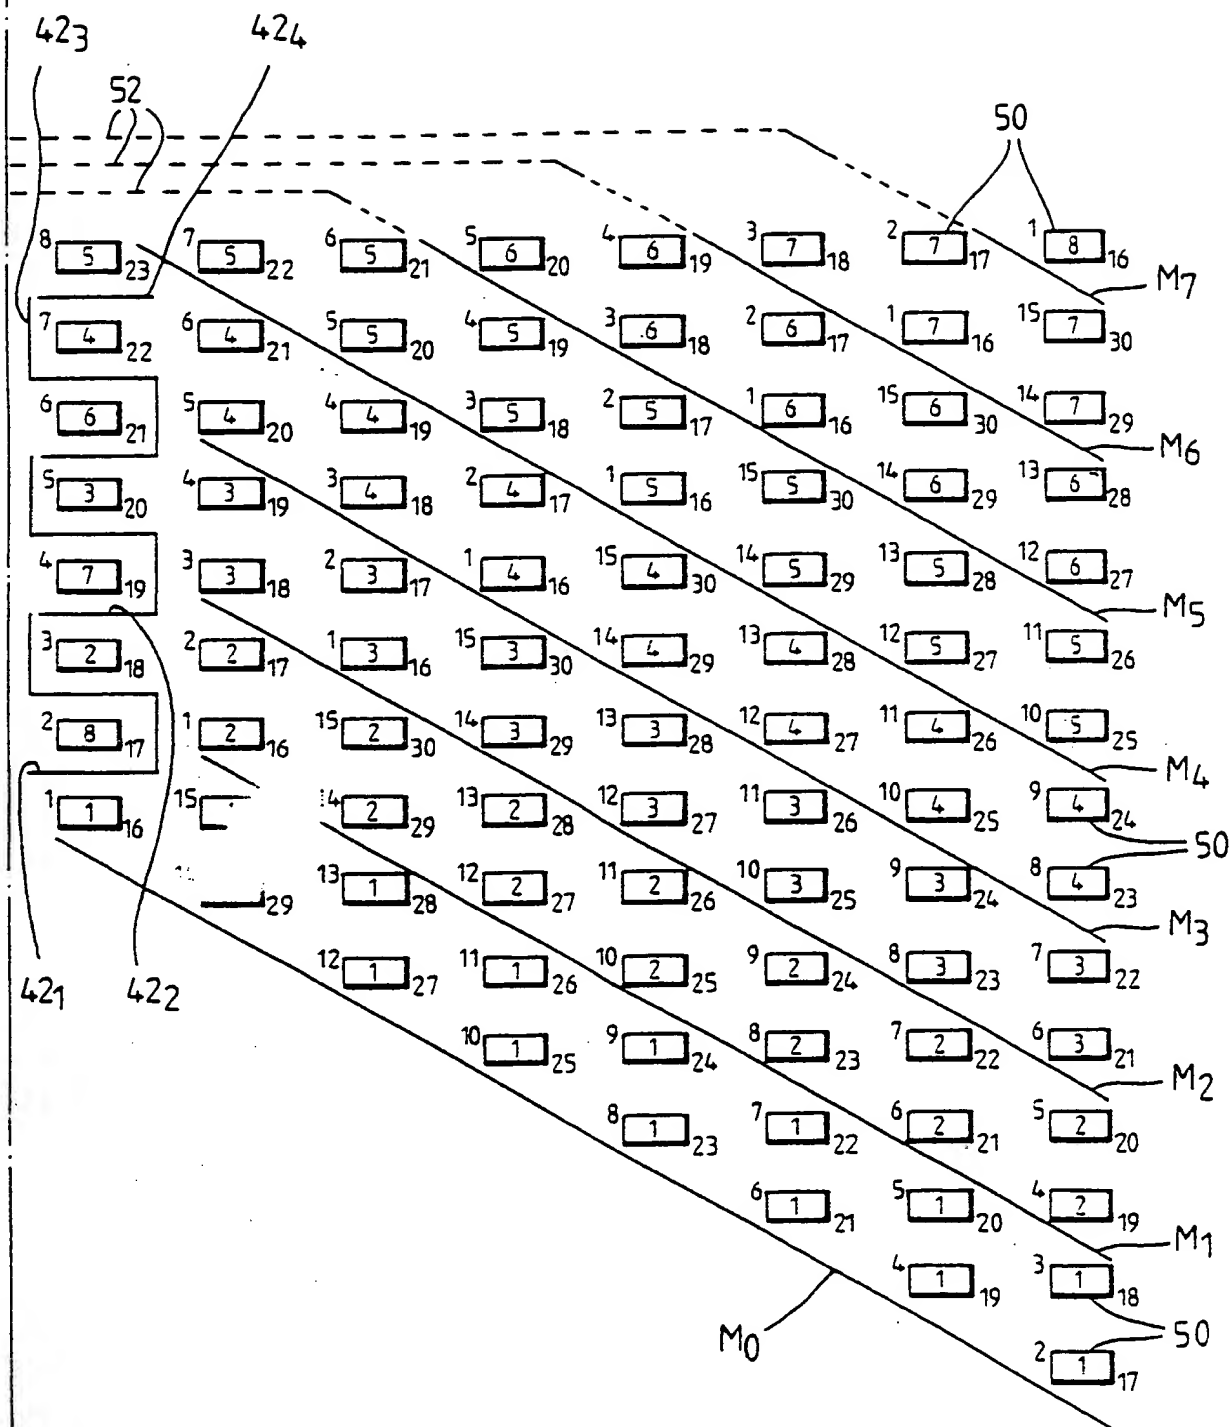 42₃ 42₄
52
50
8 5 23 7 5 22 6 5 21 5 6 20 4 6 19 3 7 18 2 7 17 1 8 16
M₇
7 4 22 6 4 21 5 5 20 4 5 19 3 6 18 2 6 17 1 7 16 15 7 30
6 6 21 5 4 20 4 4 19 3 5 18 2 5 17 1 6 16 15 6 30 14 7 29
M₆
5 3 20 4 3 19 3 4 18 2 4 17 1 5 16 15 5 30 14 6 29 13 6 28
4 7 19 3 3 18 2 3 17 1 4 16 15 4 30 14 5 29 13 5 28 12 6 27
M₅
3 2 18 2 2 17 1 3 16 15 3 30 14 4 29 13 4 28 12 5 27 11 5 26
2 8 17 1 2 16 15 2 30 14 3 29 13 3 28 12 4 27 11 4 26 10 5 25
M₄
1 1 16 15 2 29 13 2 28 12 3 27 11 3 26 10 4 25 9 4 24
50
29 13 1 28 12 2 27 11 2 26 10 3 25 9 3 24 8 4 23
M₃
12 1 27 11 1 26 10 2 25 9 2 24 8 3 23 7 3 22
42₁ 42₂
10 1 25 9 1 24 8 2 23 7 2 22 6 3 21
M₂
8 1 23 7 1 22 6 2 21 5 2 20
6 1 21 5 1 20 4 2 19
M₁
4 1 19 3 1 18
M₀
50
2 1 17